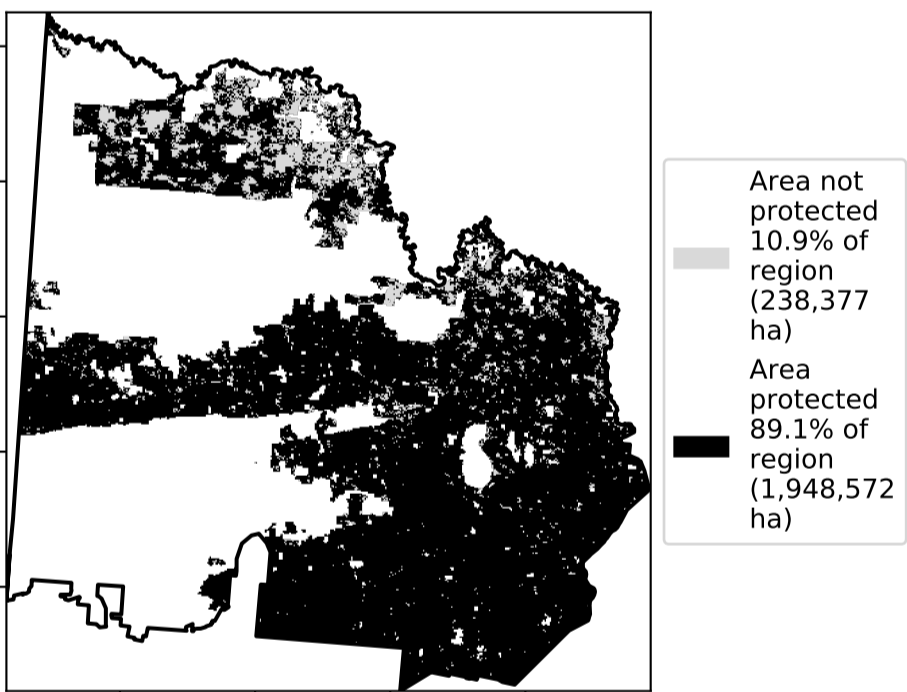 Area not
protected
10.9% of
region
(238,377
ha)
Area
protected
89.1% of
region
(1,948,572
ha)